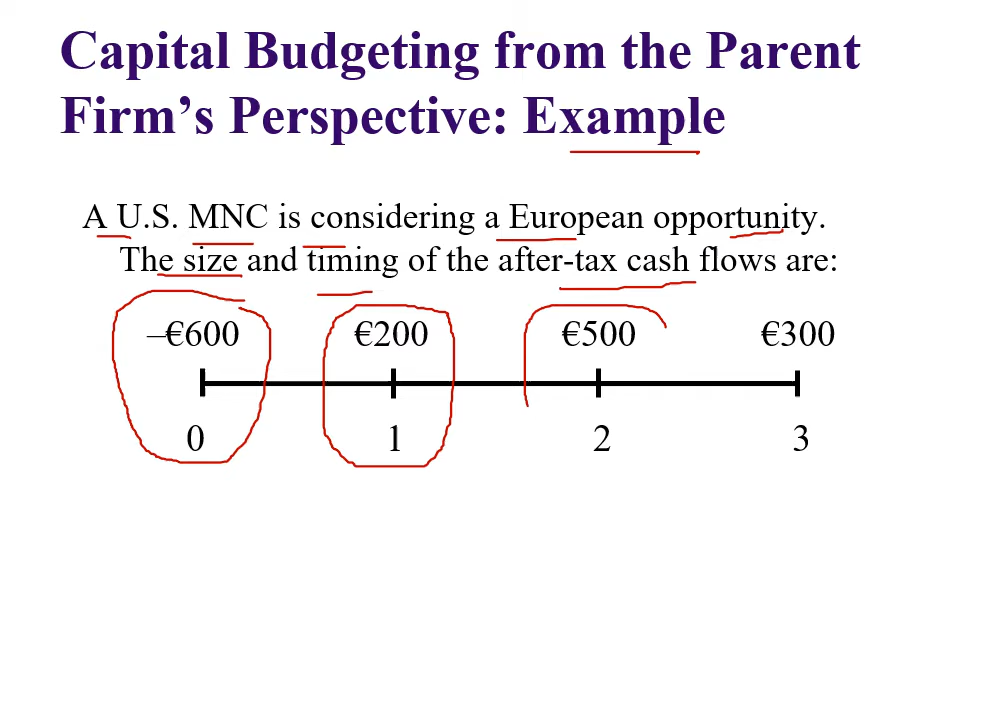 Capital Budgeting from the Parent
Firm’s Perspective: Example
A U.S. MNC is considering a European opportunity.
The size and timing of the after-tax cash flows are:
–€600 €200 €500 €300
0 1 2 3